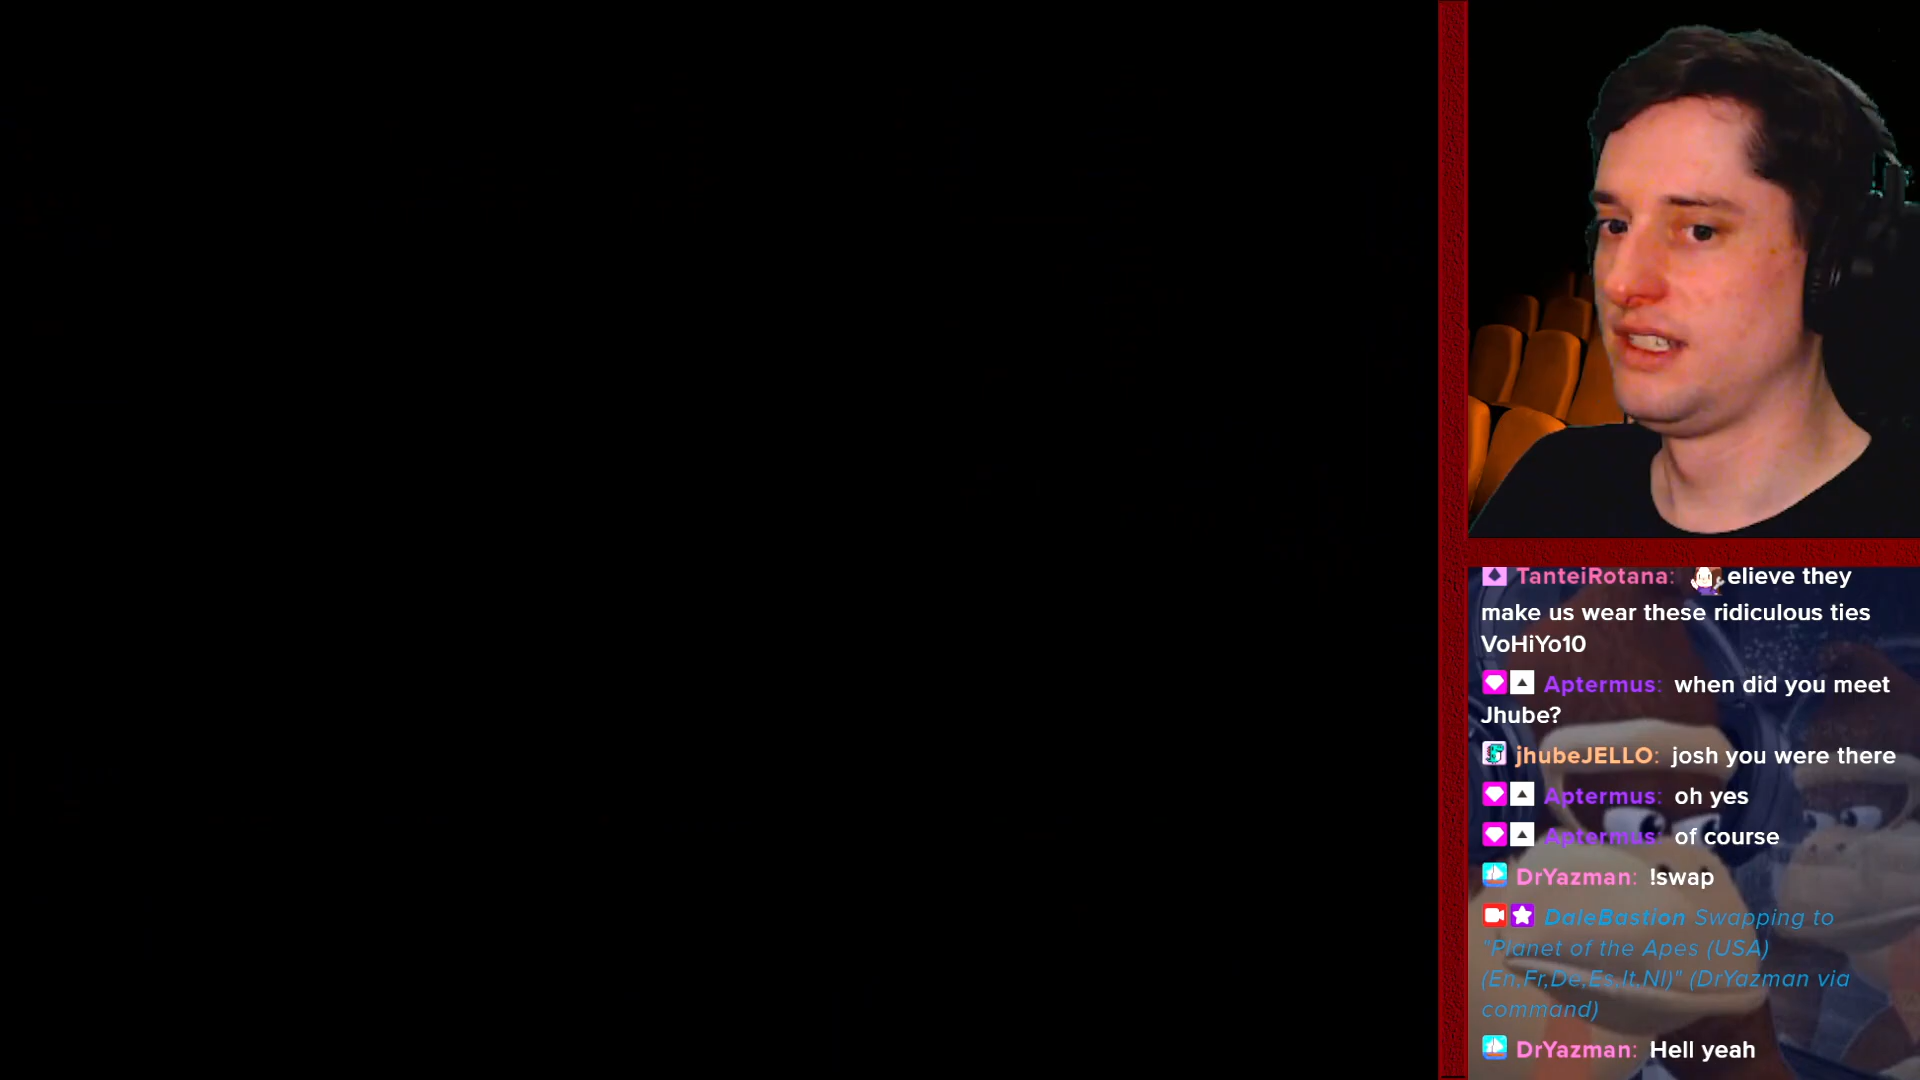 TanteiRotana: elieve they
make us wear these ridiculous ties
VoHiYo10
Aptermus: when did you meet
Jhube?
jhubeJELLO: josh you were there
Aptermus: oh yes
Aptermus: of course
DrYazman: !swap
DaleBastion Swapping to
"Planet of the Apes (USA)
(En,Fr,De,Es,It,Nl)" (DrYazman via
command)
DrYazman: Hell yeah